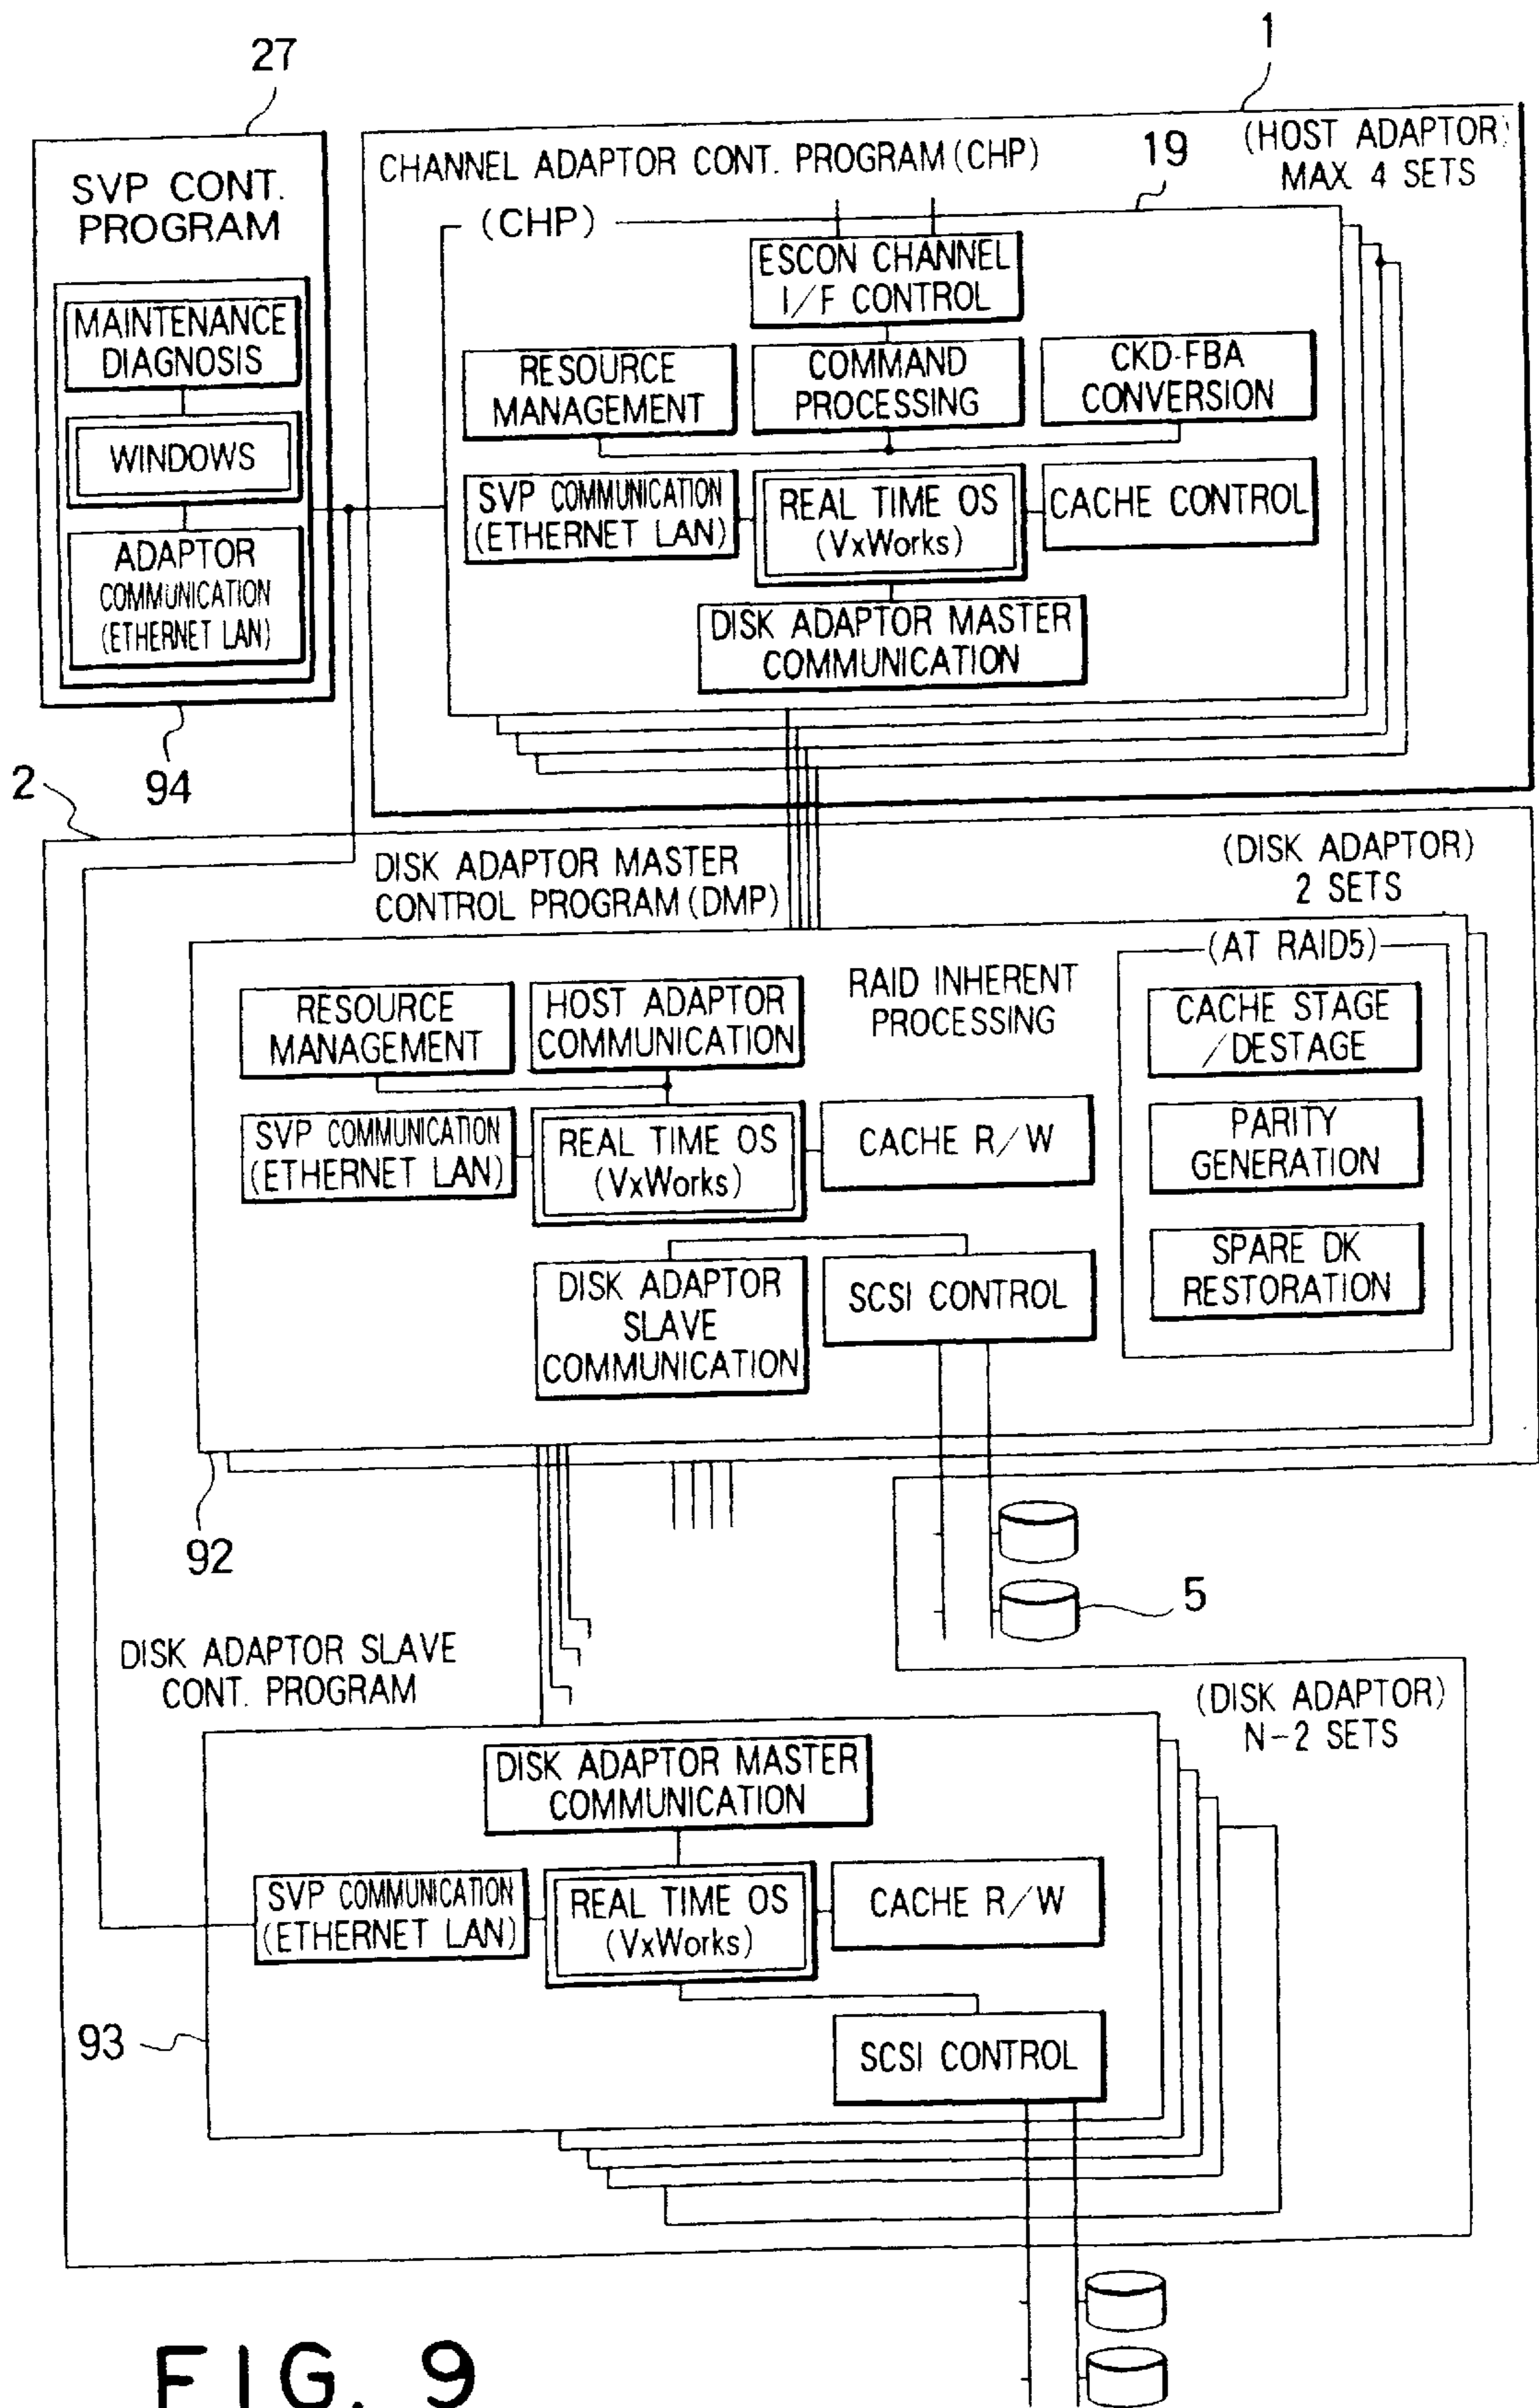 27
1
SVP CONT.
PROGRAM
MAINTENANCE
DIAGNOSIS
WINDOWS
ADAPTOR
COMMUNICATION
(ETHERNET LAN)
94
CHANNEL ADAPTOR CONT. PROGRAM (CHP)
19
(HOST ADAPTOR)
MAX 4 SETS
(CHP)
ESCON CHANNEL
I/F CONTROL
RESOURCE
MANAGEMENT
COMMAND
PROCESSING
CKD-FBA
CONVERSION
SVP COMMUNICATION
(ETHERNET LAN)
REAL TIME OS
(VxWorks)
CACHE CONTROL
DISK ADAPTOR MASTER
COMMUNICATION
2
DISK ADAPTOR MASTER
CONTROL PROGRAM (DMP)
(DISK ADAPTOR)
2 SETS
RESOURCE
MANAGEMENT
HOST ADAPTOR
COMMUNICATION
RAID INHERENT
PROCESSING
(AT RAID5)
CACHE STAGE
/DESTAGE
PARITY
GENERATION
SPARE DK
RESTORATION
SVP COMMUNICATION
(ETHERNET LAN)
REAL TIME OS
(VxWorks)
CACHE R/W
DISK ADAPTOR
SLAVE
COMMUNICATION
SCSI CONTROL
92
5
DISK ADAPTOR SLAVE
CONT. PROGRAM
(DISK ADAPTOR)
N-2 SETS
DISK ADAPTOR MASTER
COMMUNICATION
SVP COMMUNICATION
(ETHERNET LAN)
REAL TIME OS
(VxWorks)
CACHE R/W
SCSI CONTROL
93
FIG. 9